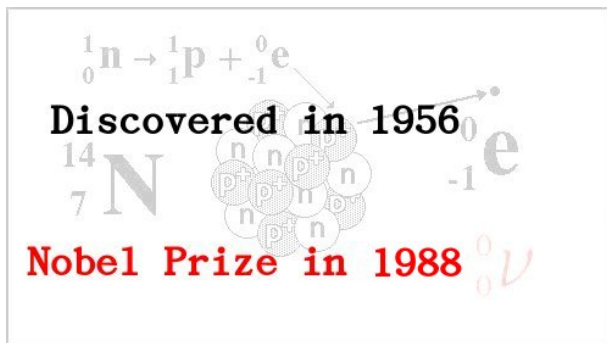 ¹₀n → ¹₁p + ⁰₋₁e
Discovered in 1956
¹⁴₇N
n n n n n n n
p⁺ p⁺ p⁺ p⁺ p⁺
⁰₋₁e
Nobel Prize in 1988
⁰₀ν